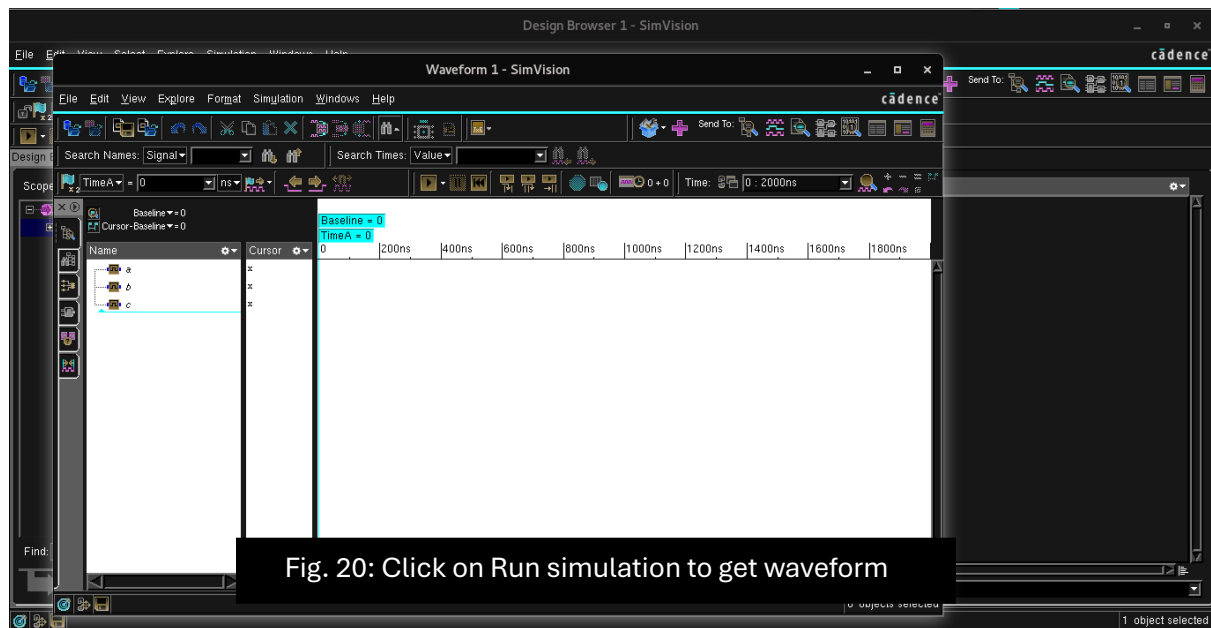 Design Browser 1 - SimVision
File
cādence
Send To:
Design
Scope
Find:
1 object selected
Waveform 1 - SimVision
File Edit View Explore Format Simulation Windows Help
cādence
Send To:
Search Names: Signal
Search Times: Value
TimeA = 0 ns
0 + 0
Time: 0 : 2000ns
Baseline = 0
Cursor-Baseline = 0
Baseline = 0
TimeA = 0
Name Cursor
0 200ns 400ns 600ns 800ns 1000ns 1200ns 1400ns 1600ns 1800ns
a x
b x
c x
Fig. 20: Click on Run simulation to get waveform
0 objects selected